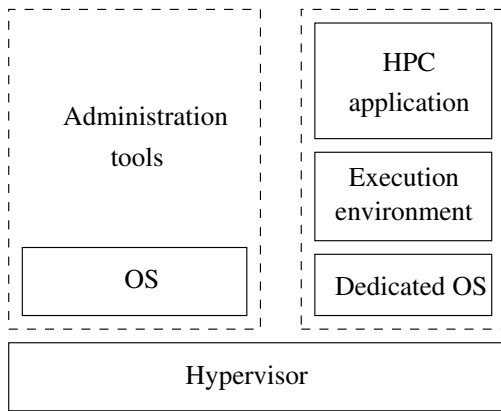 Administration
tools
OS
HPC
application
Execution
environment
Dedicated OS
Hypervisor